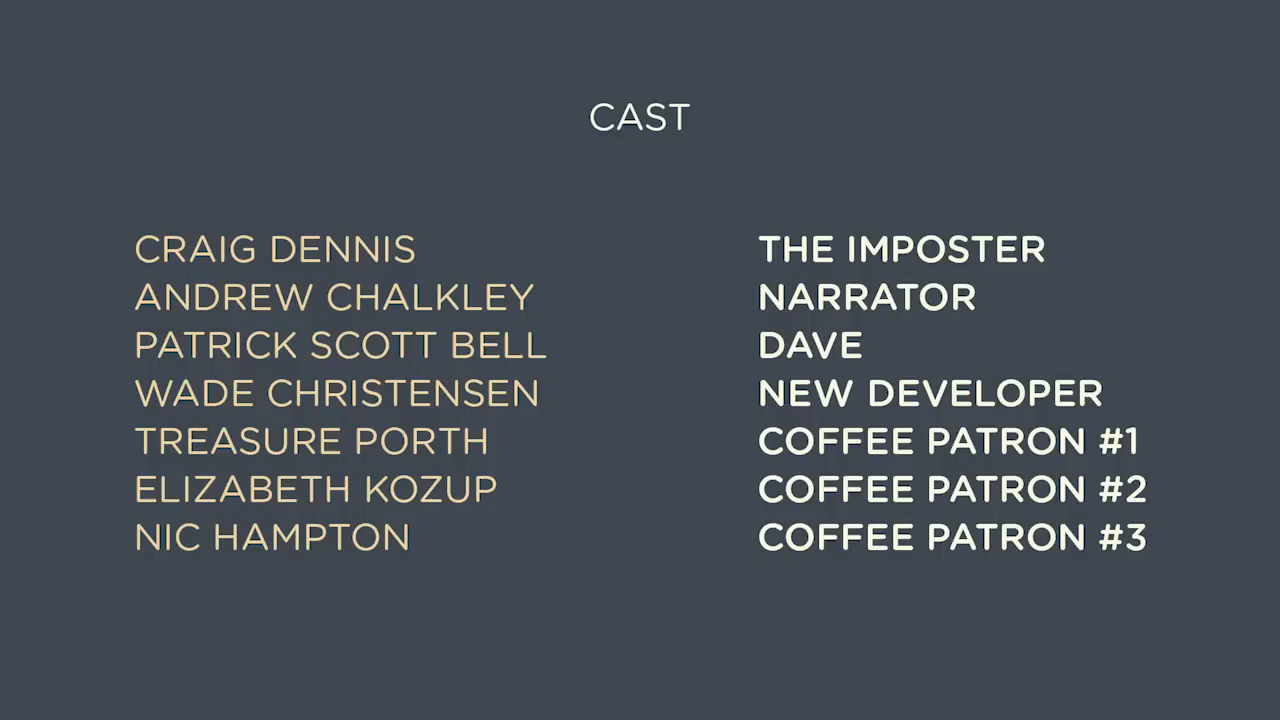 CAST
CRAIG DENNIS THE IMPOSTER
ANDREW CHALKLEY NARRATOR
PATRICK SCOTT BELL DAVE
WADE CHRISTENSEN NEW DEVELOPER
TREASURE PORTH COFFEE PATRON #1
ELIZABETH KOZUP COFFEE PATRON #2
NIC HAMPTON COFFEE PATRON #3